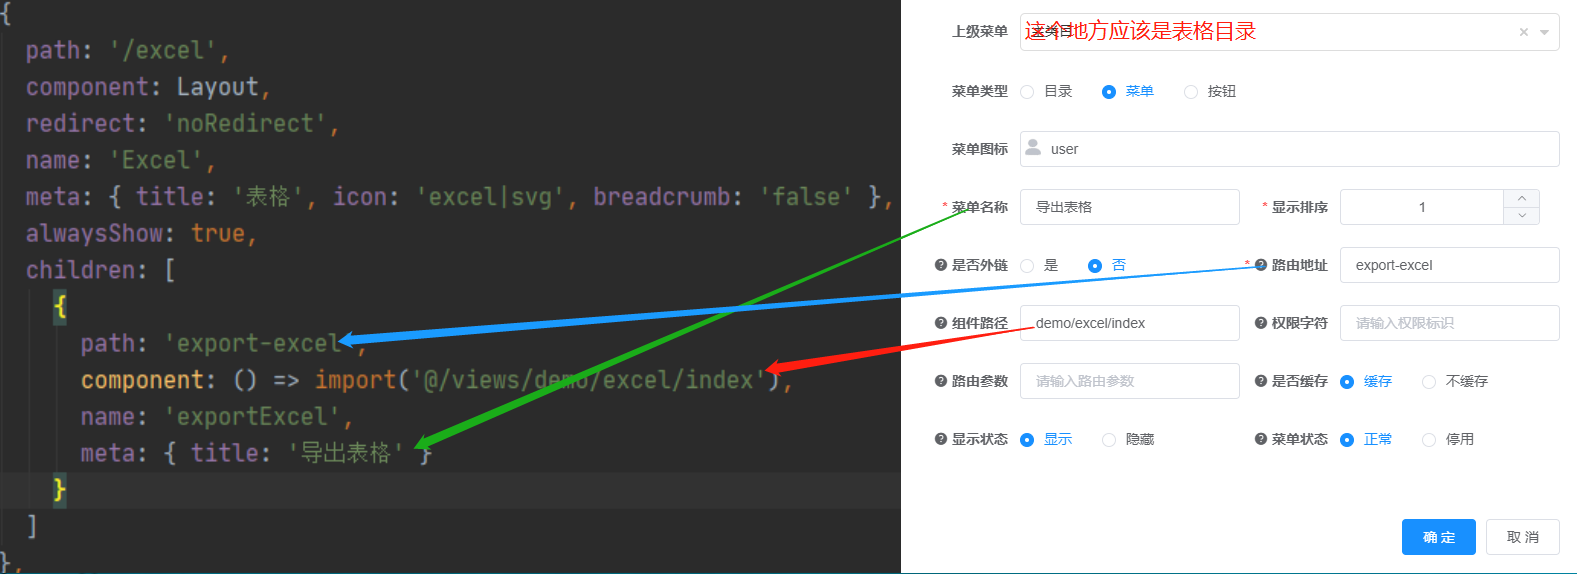 {
path: '/excel',
component: Layout,
redirect: 'noRedirect',
name: 'Excel',
meta: { title: '表格', icon: 'excel|svg', breadcrumb: 'false' },
alwaysShow: true,
children: [
{
path: 'export-excel',
component: () => import('@/views/demo/excel/index'),
name: 'exportExcel',
meta: { title: '导出表格' }
}
]
},
上级菜单 这个地方应该是表格目录
菜单类型 目录 菜单 按钮
菜单图标 user
* 菜单名称 导出表格 * 显示排序 1
是否外链 是 否 * 路由地址 export-excel
组件路径 demo/excel/index 权限字符 请输入权限标识
路由参数 请输入路由参数 是否缓存 缓存 不缓存
显示状态 显示 隐藏 菜单状态 正常 停用
确 定 取 消